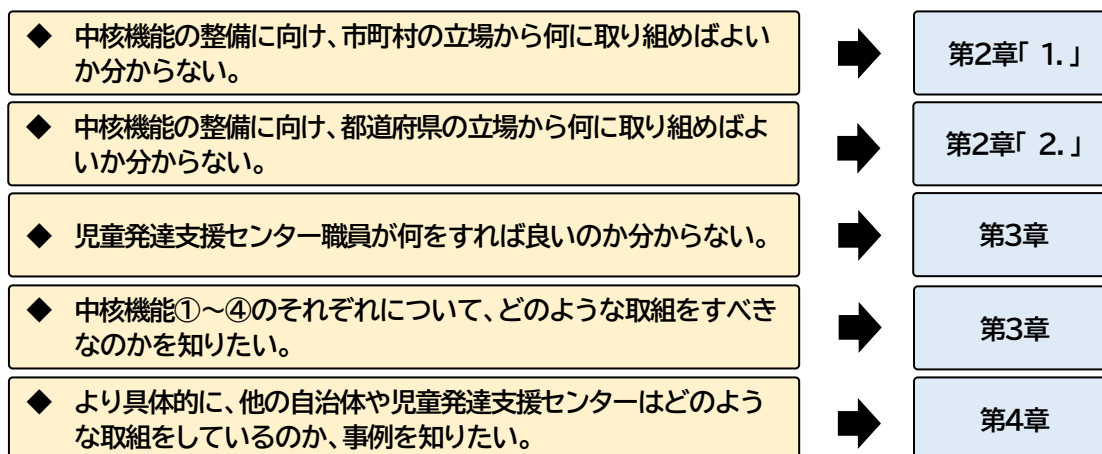 ◆ 中核機能の整備に向け、市町村の立場から何に取り組めばよい
か分からない。
第2章「 1.」
◆ 中核機能の整備に向け、都道府県の立場から何に取り組めばよ
いか分からない。
第2章「 2.」
◆ 児童発達支援センター職員が何をすれば良いのか分からない。
第3章
◆ 中核機能①～④のそれぞれについて、どのような取組をすべき
なのかを知りたい。
第3章
◆ より具体的に、他の自治体や児童発達支援センターはどのよう
な取組をしているのか、事例を知りたい。
第4章